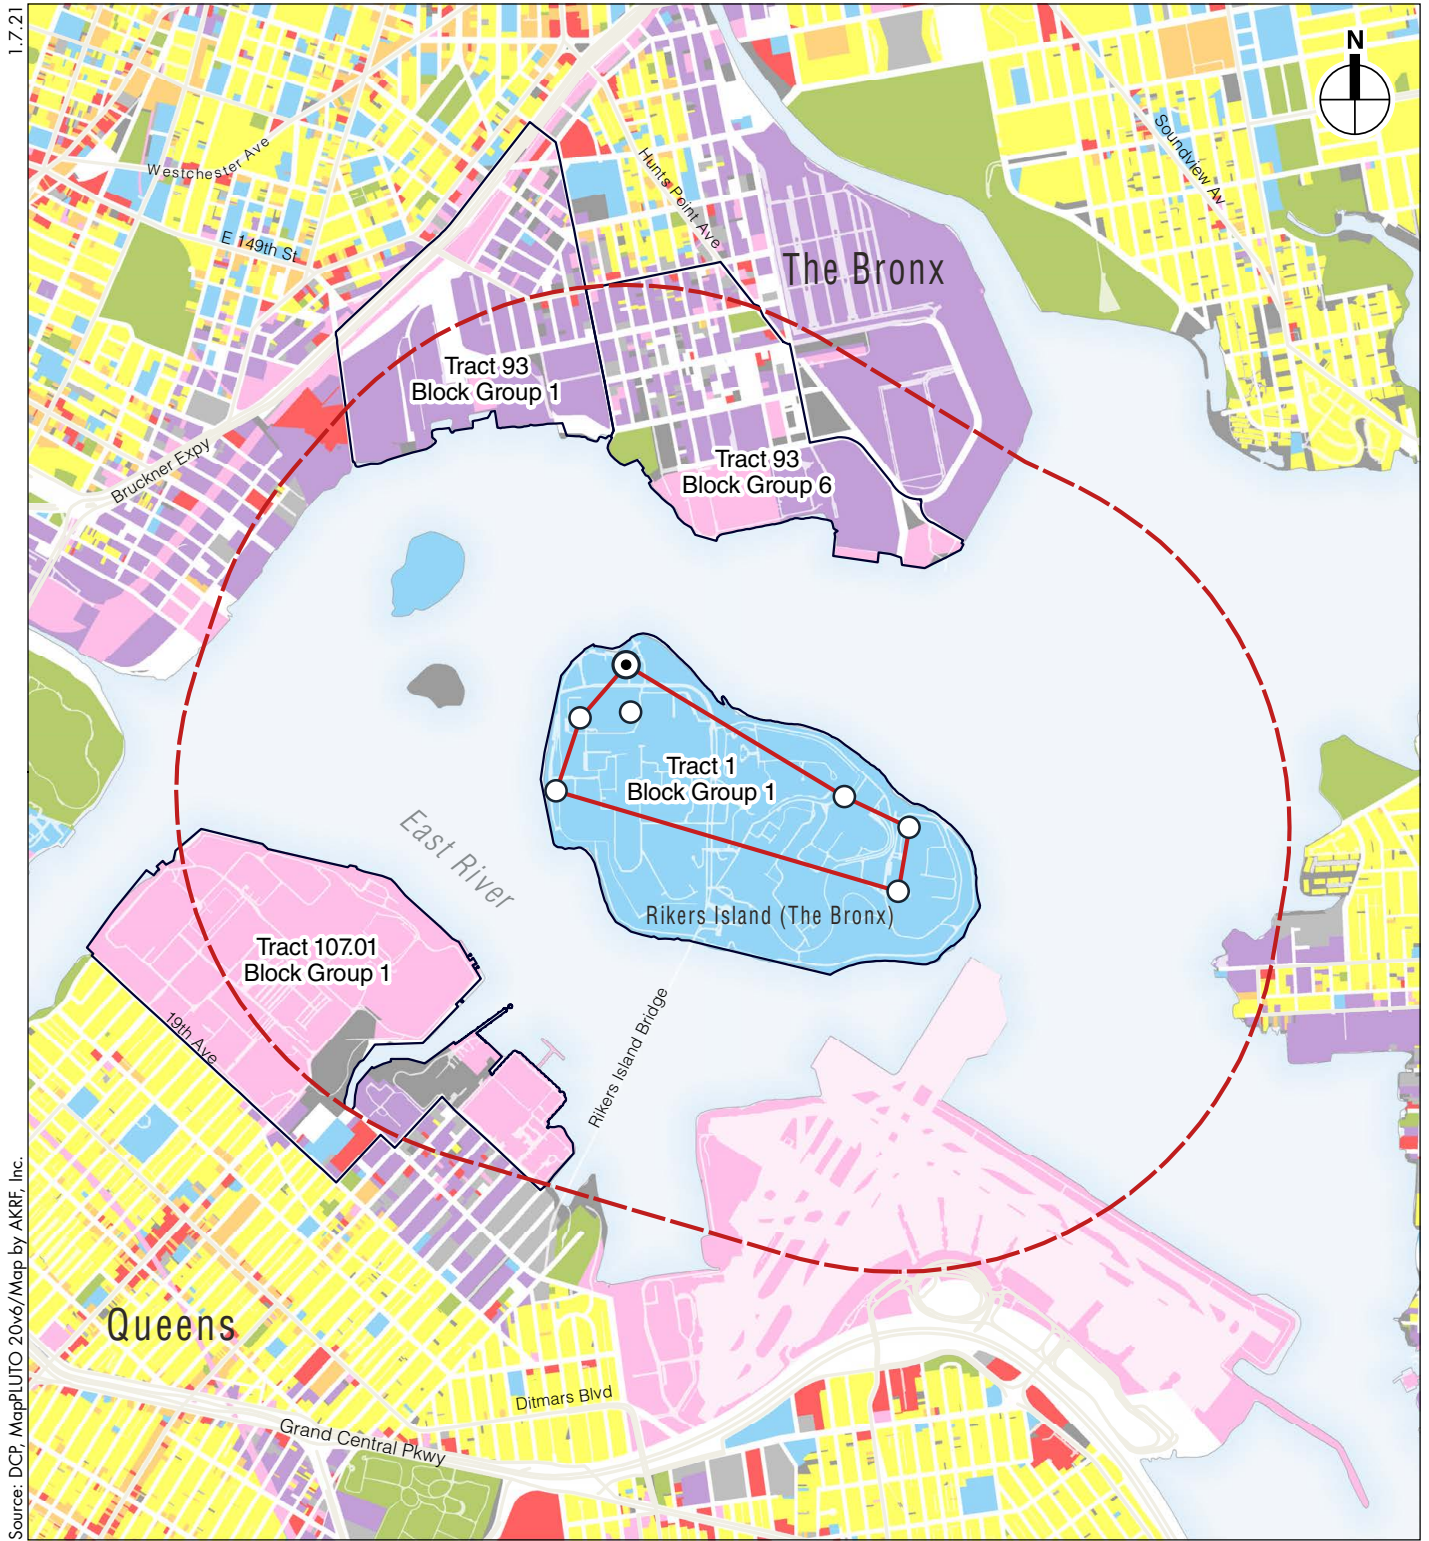 1.7.21
N
Soundview Av
Westchester Ave
Hunts Point Ave
E 149th St
The Bronx
Tract 93
Block Group 1
Bruckner Expy
Tract 93
Block Group 6
Tract 1
Block Group 1
East River
Rikers Island (The Bronx)
Tract 107.01
Block Group 1
19th Ave
Rikers Island Bridge
Queens
Ditmars Blvd
Grand Central Pkwy
Source: DCP, MapPLUTO 20v6/Map by AKRF, Inc.